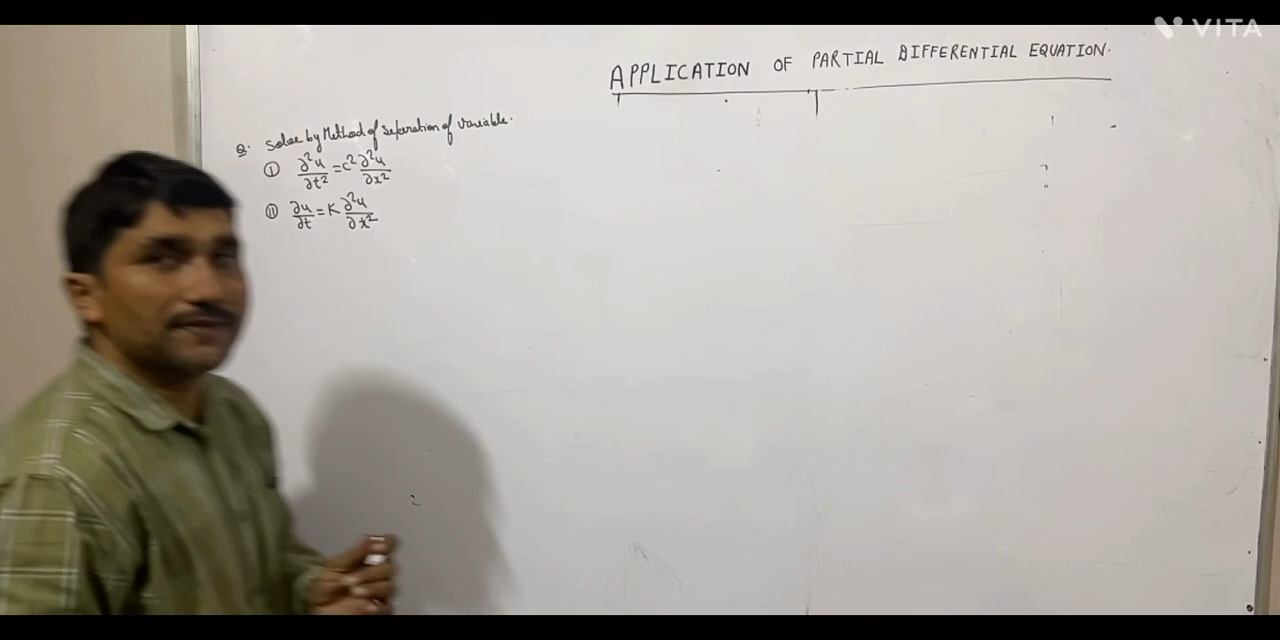 VITA
APPLICATION OF PARTIAL DIFFERENTIAL EQUATION.
Q. Solve by Method of seperation of variable.
(I) ∂²u/∂t² = c² ∂²u/∂x²
(II) ∂u/∂t = K ∂²u/∂x²
2